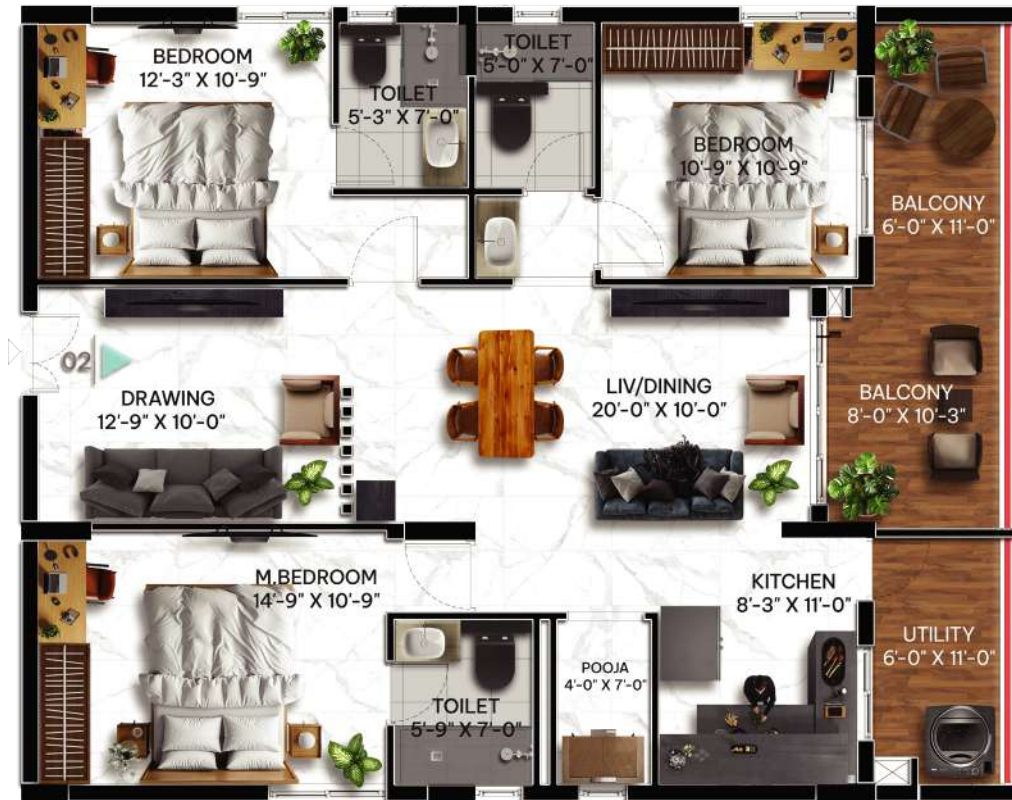 BEDROOM
12'-3" X 10'-9"
TOILET
5'-3" X 7'-0"
TOILET
5'-0" X 7'-0"
BEDROOM
10'-9" X 10'-9"
BALCONY
6'-0" X 11'-0"
02
DRAWING
12'-9" X 10'-0"
LIV/DINING
20'-0" X 10'-0"
BALCONY
8'-0" X 10'-3"
M.BEDROOM
14'-9" X 10'-9"
TOILET
5'-9" X 7'-0"
POOJA
4'-0" X 7'-0"
KITCHEN
8'-3" X 11'-0"
UTILITY
6'-0" X 11'-0"